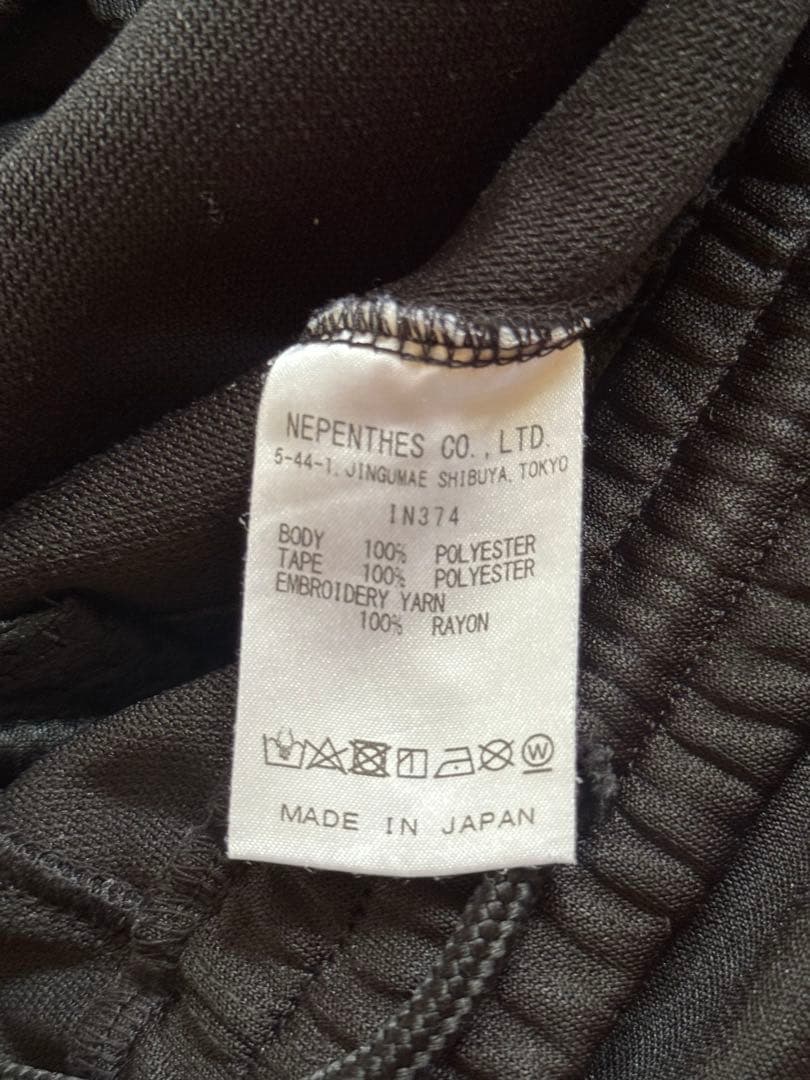 NEPENTHES CO., LTD.
5-44-1, JINGUMAE SHIBUYA, TOKYO
IN374
BODY 100% POLYESTER
TAPE 100% POLYESTER
EMBROIDERY YARN
100% RAYON
W
MADE IN JAPAN